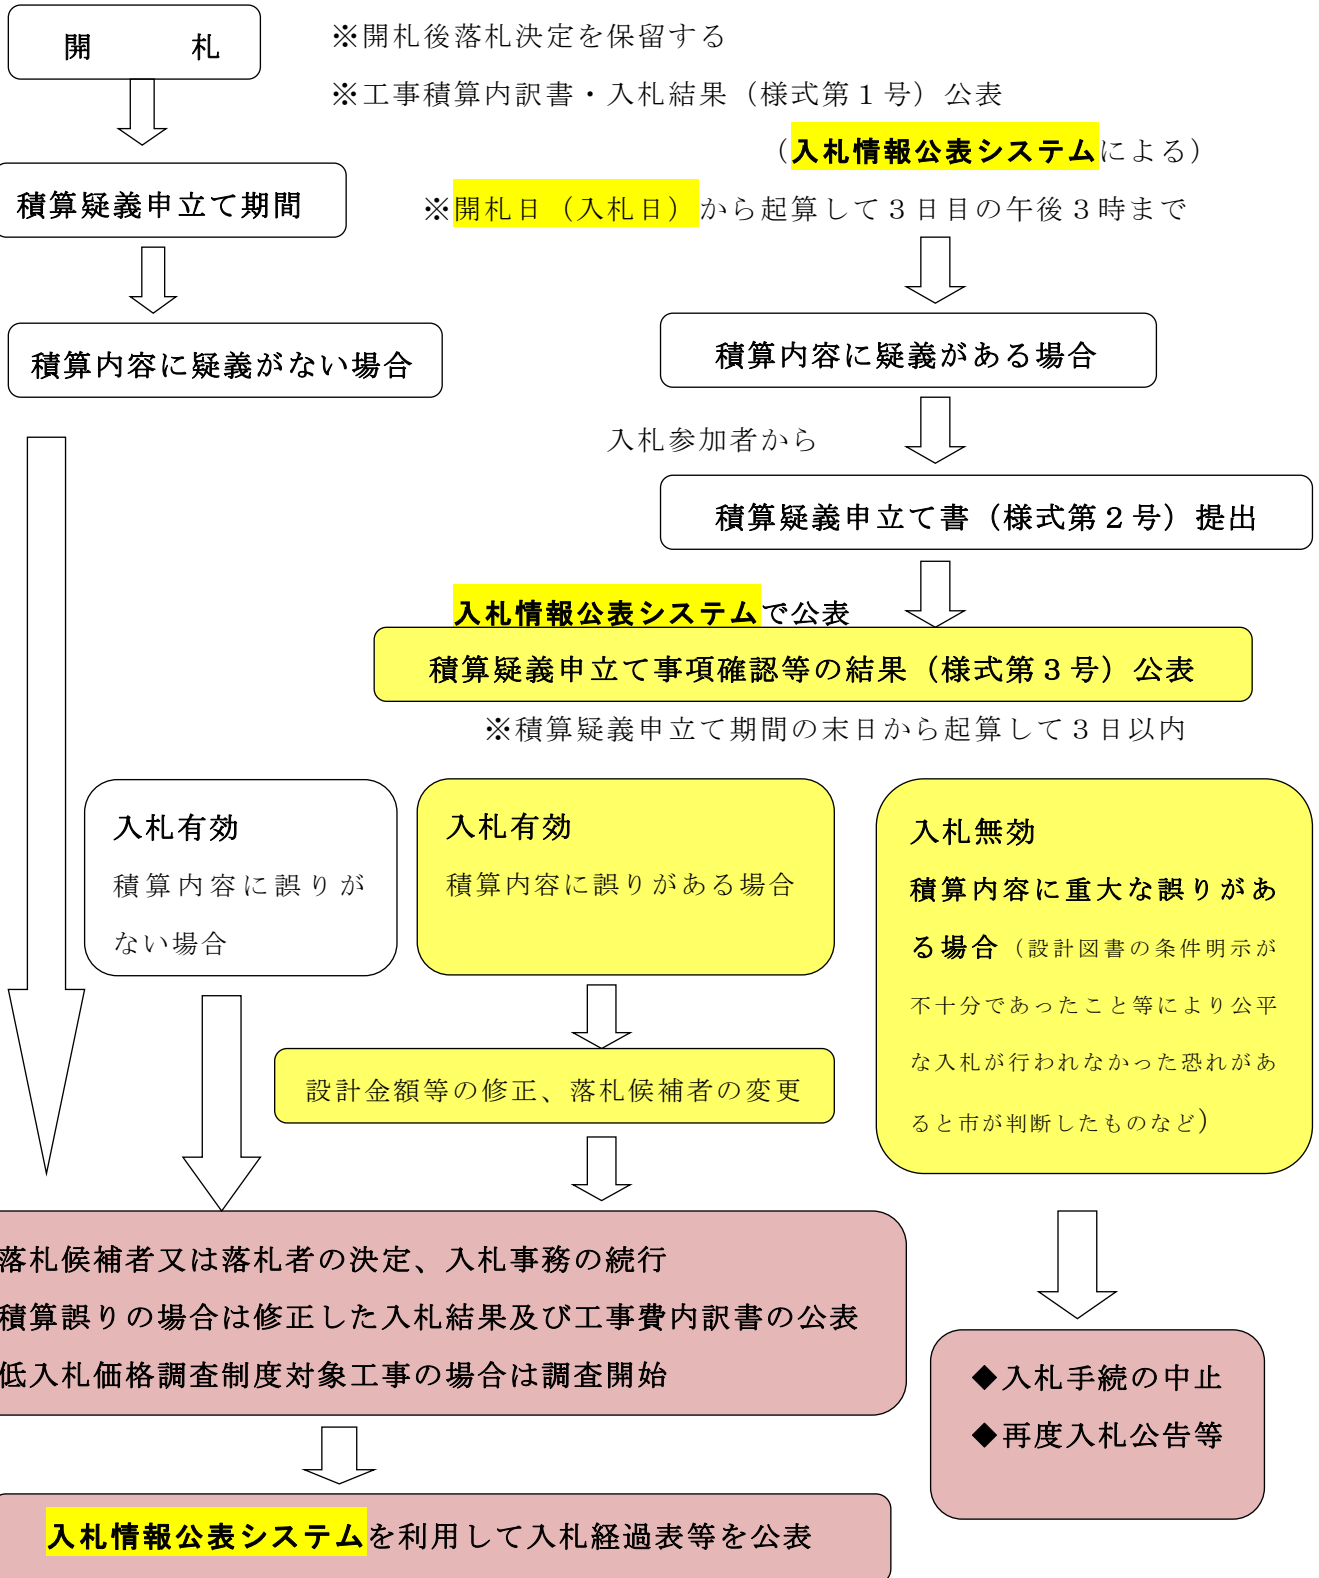 開　　　札
※開札後落札決定を保留する
※工事積算内訳書・入札結果（様式第１号）公表
（入札情報公表システムによる）
積算疑義申立て期間
※開札日（入札日）から起算して３日目の午後３時まで
積算内容に疑義がない場合
積算内容に疑義がある場合
入札参加者から
積算疑義申立て書（様式第２号）提出
入札情報公表システムで公表
積算疑義申立て事項確認等の結果（様式第３号）公表
※積算疑義申立て期間の末日から起算して３日以内
入札有効
積算内容に誤りが
ない場合
入札有効
積算内容に誤りがある場合
入札無効
積算内容に重大な誤りがあ
る場合（設計図書の条件明示が
不十分であったこと等により公平
な入札が行われなかった恐れがあ
ると市が判断したものなど）
設計金額等の修正、落札候補者の変更
落札候補者又は落札者の決定、入札事務の続行
積算誤りの場合は修正した入札結果及び工事費内訳書の公表
低入札価格調査制度対象工事の場合は調査開始
◆入札手続の中止
◆再度入札公告等
入札情報公表システムを利用して入札経過表等を公表